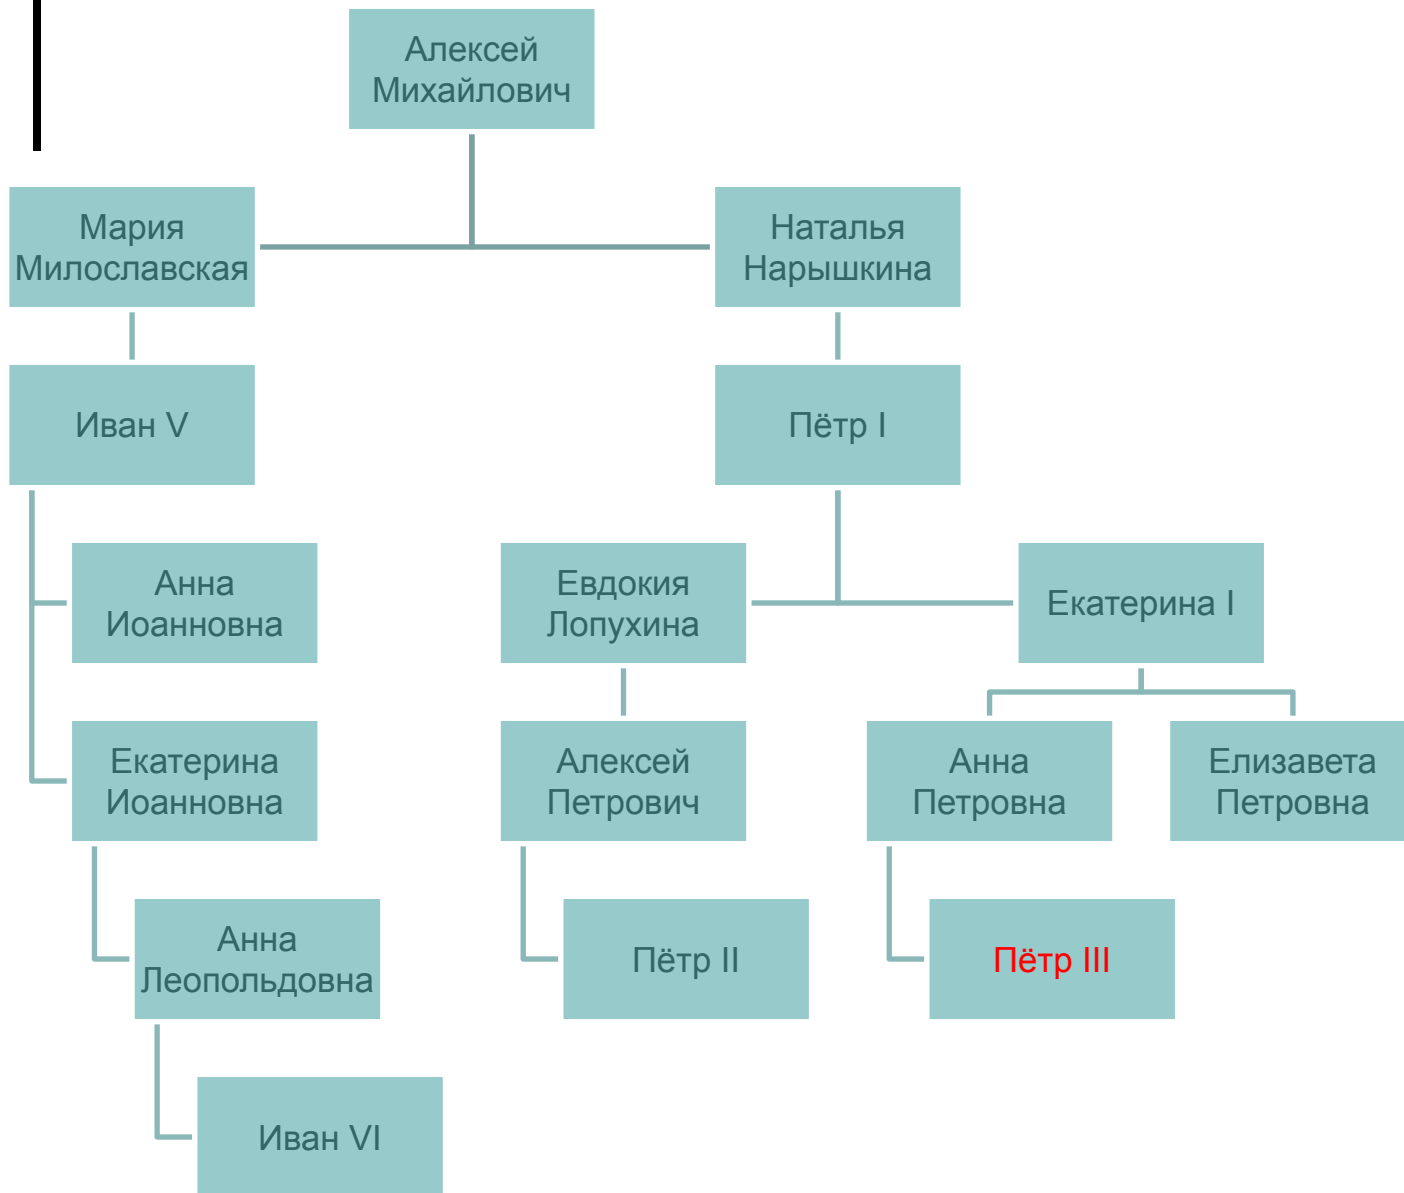 Алексей
Михайлович
Мария
Милославская
Наталья
Нарышкина
Иван V
Пётр I
Анна
Иоанновна
Евдокия
Лопухина
Екатерина I
Екатерина
Иоанновна
Алексей
Петрович
Анна
Петровна
Елизавета
Петровна
Анна
Леопольдовна
Пётр II
Пётр III
Иван VI